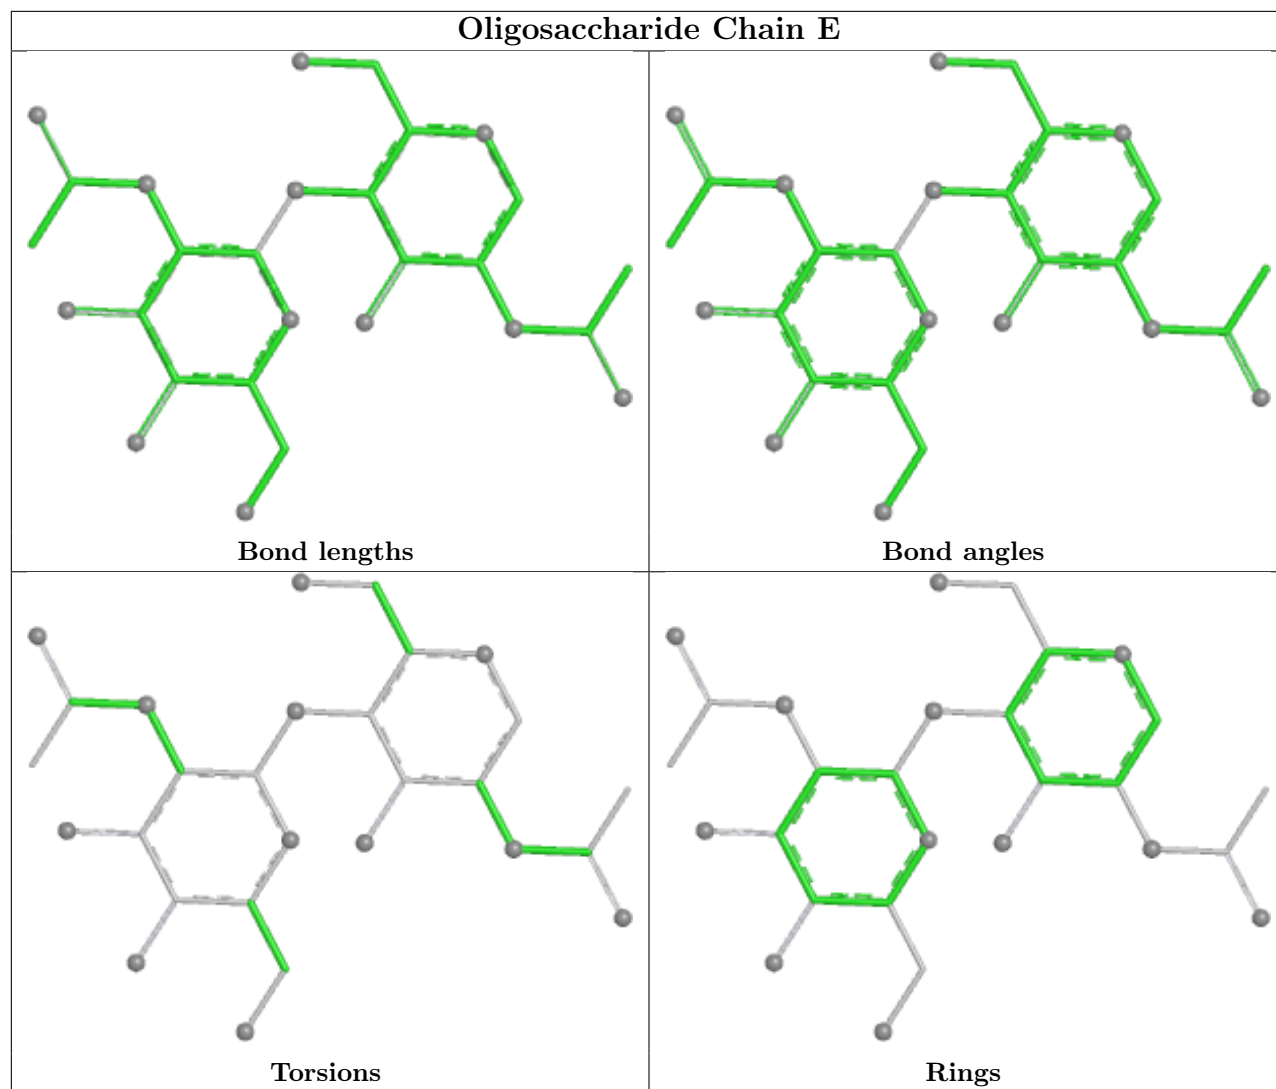 Oligosaccharide Chain E
Bond lengths
Bond angles
Torsions
Rings